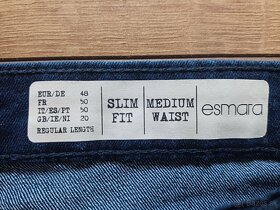 EUR/DE 48
FR 50
IT/ES/PT 50
GB/IE/NI 20
REGULAR LENGTH
SLIM
FIT
MEDIUM
WAIST
esmara